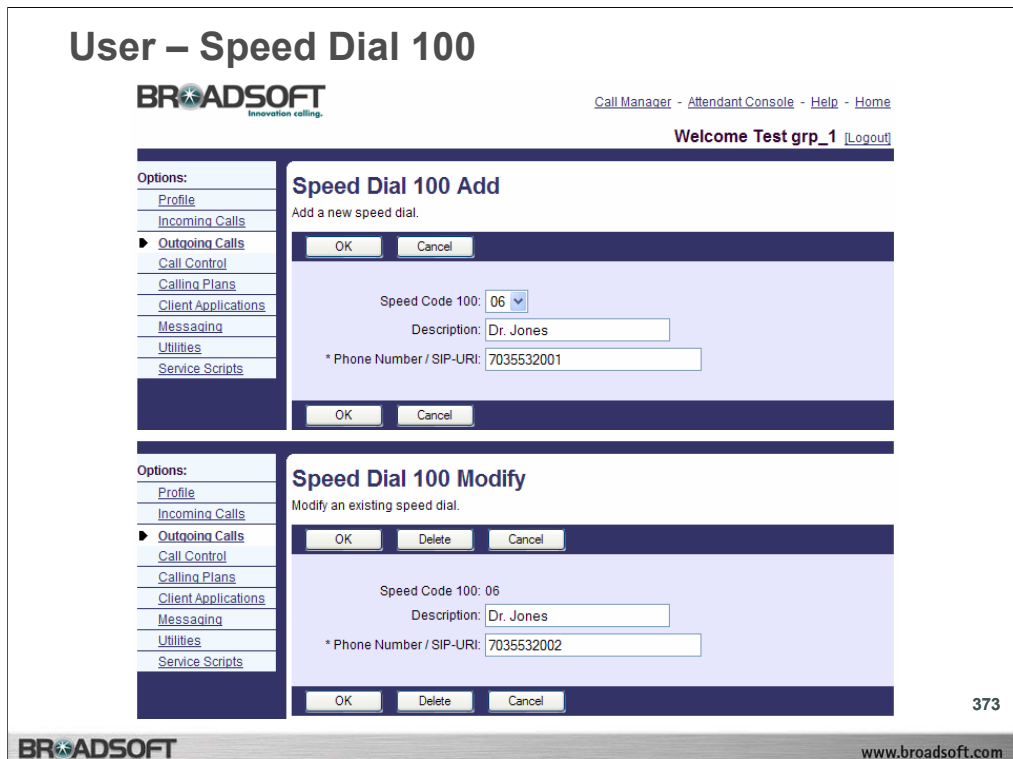 User – Speed Dial 100
BROADSOFT
Innovation calling.
Call Manager - Attendant Console - Help - Home
Welcome Test grp_1 [Logout]
Options:
Profile
Incoming Calls
Outgoing Calls
Call Control
Calling Plans
Client Applications
Messaging
Utilities
Service Scripts
Speed Dial 100 Add
Add a new speed dial.
OK Cancel
Speed Code 100: 06
Description: Dr. Jones
* Phone Number / SIP-URI: 7035532001
OK Cancel
Options:
Profile
Incoming Calls
Outgoing Calls
Call Control
Calling Plans
Client Applications
Messaging
Utilities
Service Scripts
Speed Dial 100 Modify
Modify an existing speed dial.
OK Delete Cancel
Speed Code 100: 06
Description: Dr. Jones
* Phone Number / SIP-URI: 7035532002
OK Delete Cancel
373
BROADSOFT
www.broadsoft.com